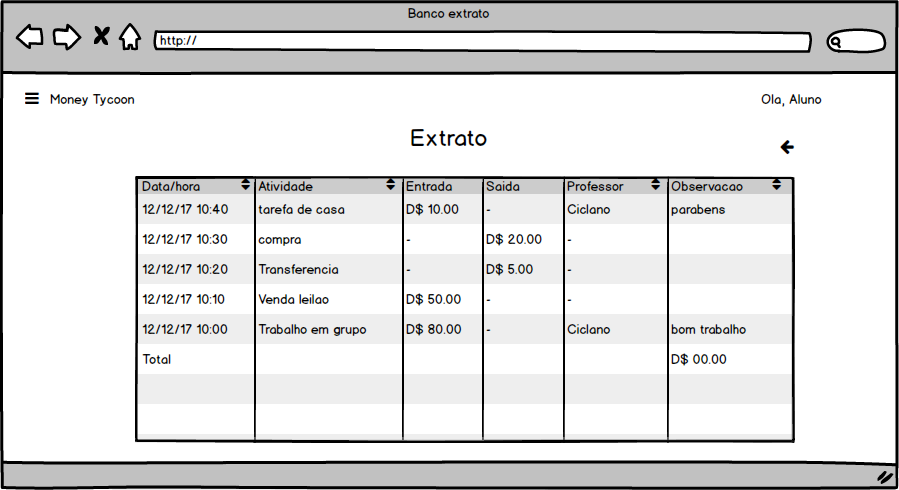 Banco extrato
http://
Money Tycoon Ola, Aluno
Extrato
Data/hora Atividade Entrada Saida Professor Observacao
12/12/17 10:40 tarefa de casa D$ 10.00 - Ciclano parabens
12/12/17 10:30 compra - D$ 20.00 -
12/12/17 10:20 Transferencia - D$ 5.00 -
12/12/17 10:10 Venda leilao D$ 50.00 - -
12/12/17 10:00 Trabalho em grupo D$ 80.00 - Ciclano bom trabalho
Total D$ 00.00